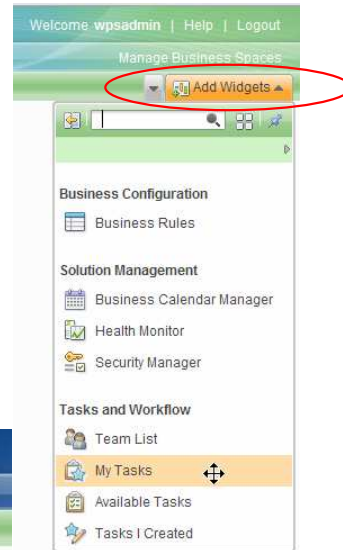 Welcome wpsadmin | Help | Logout
Manage Business Spaces
Add Widgets
Business Configuration
Business Rules
Solution Management
Business Calendar Manager
Health Monitor
Security Manager
Tasks and Workflow
Team List
My Tasks
Available Tasks
Tasks I Created